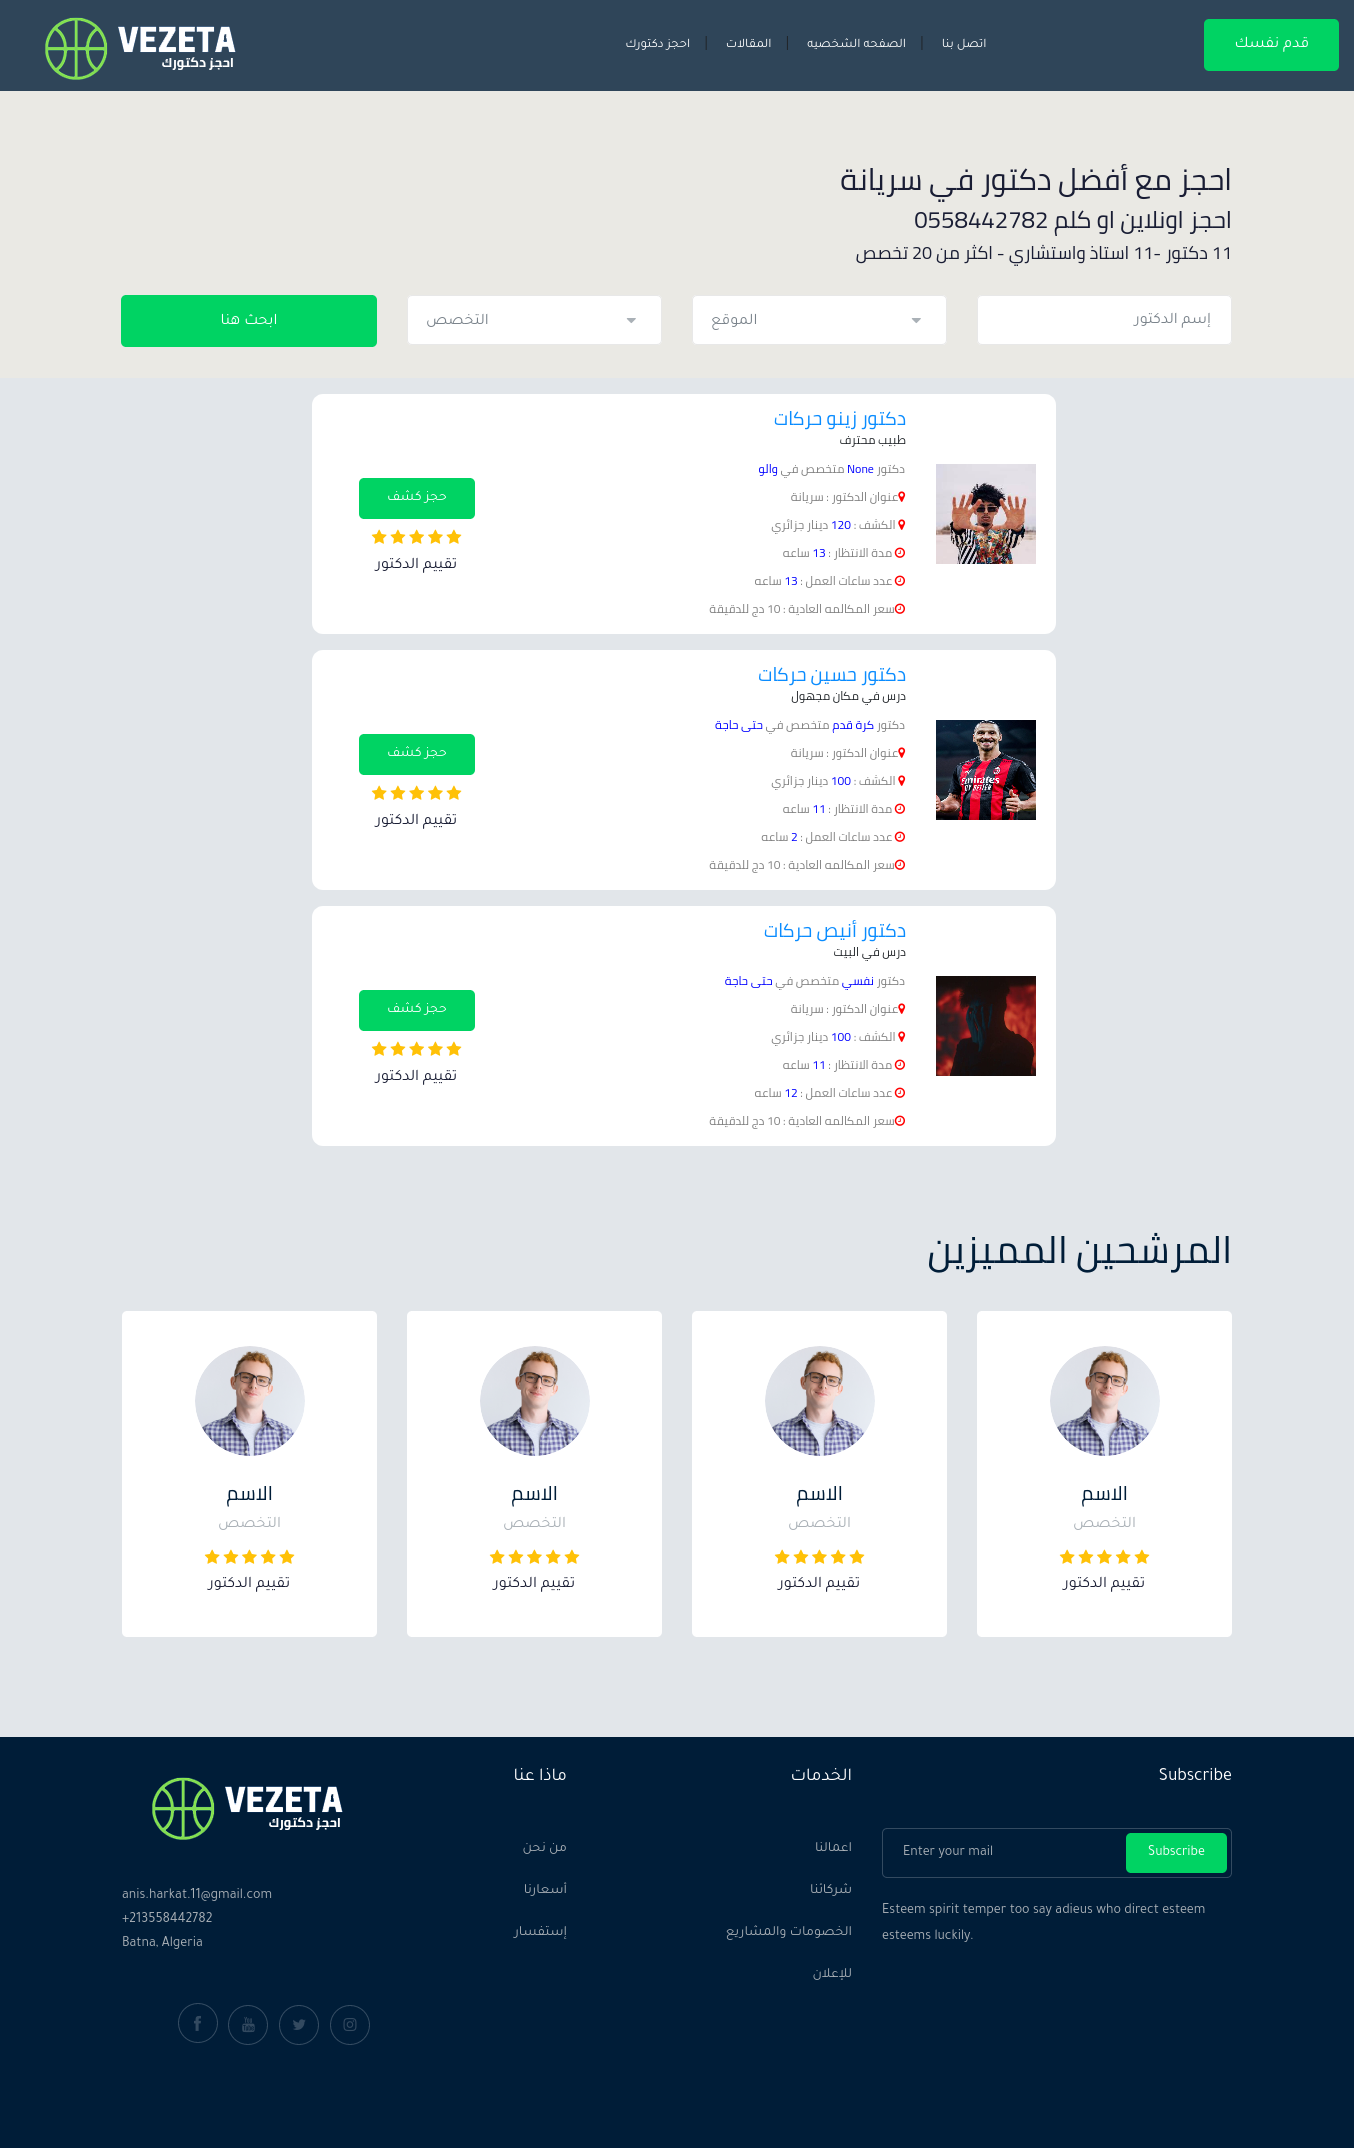 VEZETA
احجز دكتورك
احجز دكتورك
المقالات
الصفحه الشخصيه
اتصل بنا
قدم نفسك
احجز مع أفضل دكتور في سريانة
احجز اونلاين او كلم 0558442782
11 دكتور -11 استاذ واستشاري - اكثر من 20 تخصص
إسم الدكتور
الموقع
التخصص
ابحث هنا
دكتور زينو حركات
طبيب محترف
دكتور None متخصص في والو
عنوان الدكتور : سريانة
الكشف : 120 دينار جزائري
مدة الانتظار : 13 ساعه
عدد ساعات العمل : 13 ساعه
سعر المكالمه العادية : 10 دج للدقيقة
حجز كشف
تقييم الدكتور
دكتور حسين حركات
درس في مكان مجهول
دكتور كرة قدم متخصص في حتى حاجة
عنوان الدكتور : سريانة
الكشف : 100 دينار جزائري
مدة الانتظار : 11 ساعه
عدد ساعات العمل : 2 ساعه
سعر المكالمه العادية : 10 دج للدقيقة
حجز كشف
تقييم الدكتور
Emirates
FLY BETTER
دكتور أنيص حركات
درس في البيت
دكتور نفسي متخصص في حتى حاجة
عنوان الدكتور : سريانة
الكشف : 100 دينار جزائري
مدة الانتظار : 11 ساعه
عدد ساعات العمل : 12 ساعه
سعر المكالمه العادية : 10 دج للدقيقة
حجز كشف
تقييم الدكتور
المرشحين المميزين
الاسم
التخصص
تقييم الدكتور
الاسم
التخصص
تقييم الدكتور
الاسم
التخصص
تقييم الدكتور
الاسم
التخصص
تقييم الدكتور
Subscribe
Enter your mail
Subscribe
Esteem spirit temper too say adieus who direct esteem
esteems luckily.
الخدمات
اعمالنا
شركائنا
الخصومات والمشاريع
للإعلان
ماذا عنا
من نحن
أسعارنا
إستفسار
VEZETA
احجز دكتورك
anis.harkat.11@gmail.com
+213558442782
Batna, Algeria